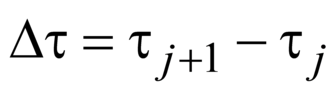 Δτ = τ_{j+1} − τ_j